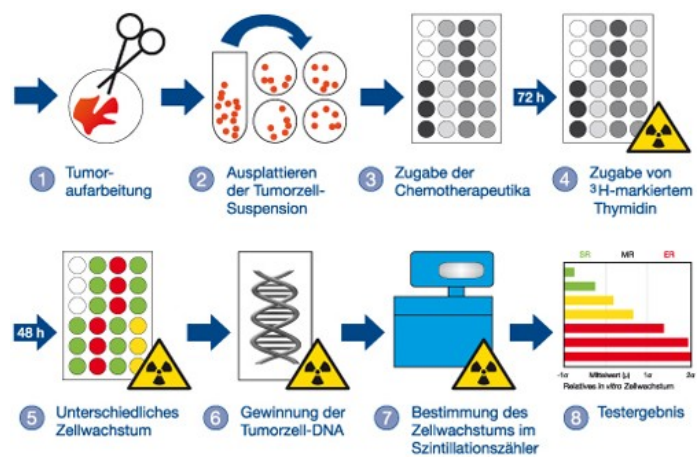 72 h
1 Tumor-
aufarbeitung
2 Ausplattieren
der Tumorzell-
Suspension
3 Zugabe der
Chemotherapeutika
4 Zugabe von
³H-markiertem
Thymidin
48 h
SR MR ER
-1σ Mittelwert (μ) 1σ 2σ
Relatives in vitro Zellwachstum
5 Unterschiedliches
Zellwachstum
6 Gewinnung der
Tumorzell-DNA
7 Bestimmung des
Zellwachstums im
Szintillationszähler
8 Testergebnis